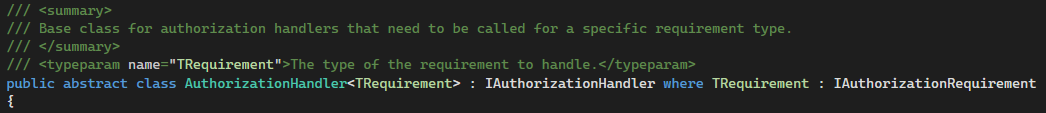 /// <summary>
/// Base class for authorization handlers that need to be called for a specific requirement type.
/// </summary>
/// <typeparam name="TRequirement">The type of the requirement to handle.</typeparam>
public abstract class AuthorizationHandler<TRequirement> : IAuthorizationHandler where TRequirement : IAuthorizationRequirement
{